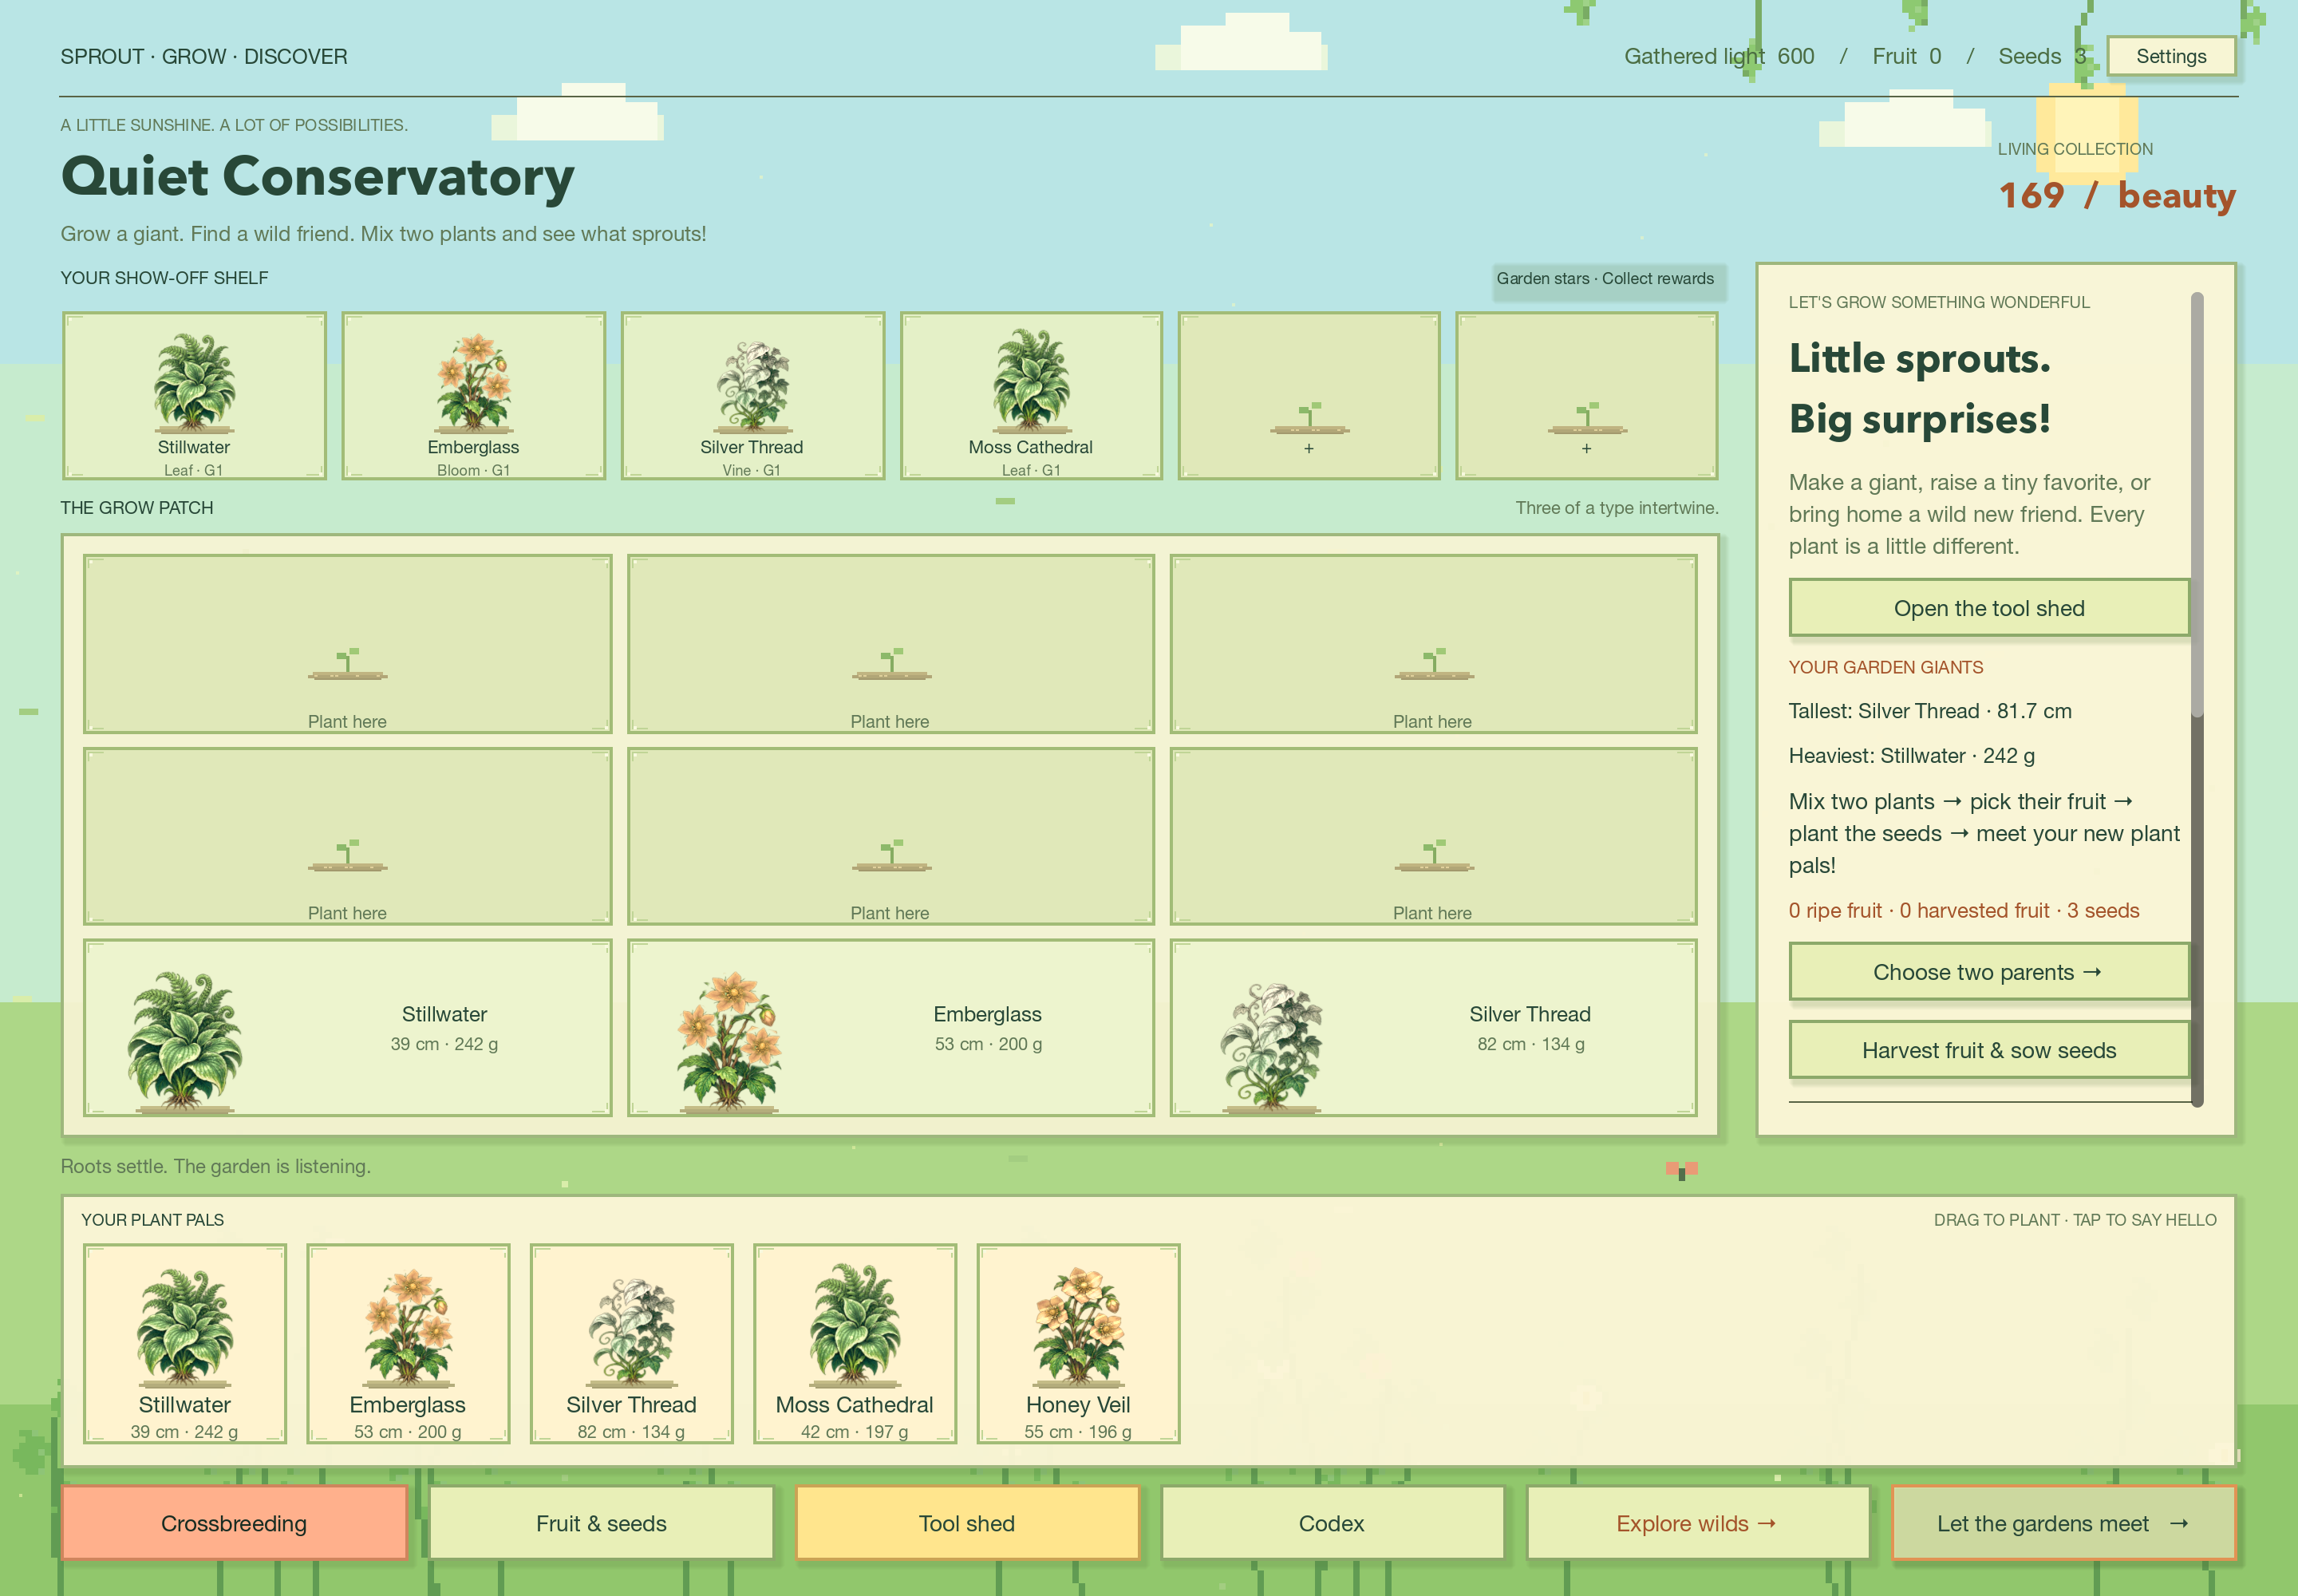 SPROUT · GROW · DISCOVER
Gathered light 600 / Fruit 0 / Seeds 3
Settings
A LITTLE SUNSHINE. A LOT OF POSSIBILITIES.
Quiet Conservatory
Grow a giant. Find a wild friend. Mix two plants and see what sprouts!
LIVING COLLECTION
169 / beauty
YOUR SHOW-OFF SHELF
Garden stars · Collect rewards
Stillwater
Leaf · G1
Emberglass
Bloom · G1
Silver Thread
Vine · G1
Moss Cathedral
Leaf · G1
+
+
THE GROW PATCH
Three of a type intertwine.
Plant here
Plant here
Plant here
Plant here
Plant here
Plant here
Stillwater
39 cm · 242 g
Emberglass
53 cm · 200 g
Silver Thread
82 cm · 134 g
LET'S GROW SOMETHING WONDERFUL
Little sprouts.
Big surprises!
Make a giant, raise a tiny favorite, or
bring home a wild new friend. Every
plant is a little different.
Open the tool shed
YOUR GARDEN GIANTS
Tallest: Silver Thread · 81.7 cm
Heaviest: Stillwater · 242 g
Mix two plants → pick their fruit →
plant the seeds → meet your new plant
pals!
0 ripe fruit · 0 harvested fruit · 3 seeds
Choose two parents →
Harvest fruit & sow seeds
Roots settle. The garden is listening.
YOUR PLANT PALS
DRAG TO PLANT · TAP TO SAY HELLO
Stillwater
39 cm · 242 g
Emberglass
53 cm · 200 g
Silver Thread
82 cm · 134 g
Moss Cathedral
42 cm · 197 g
Honey Veil
55 cm · 196 g
Crossbreeding
Fruit & seeds
Tool shed
Codex
Explore wilds →
Let the gardens meet →